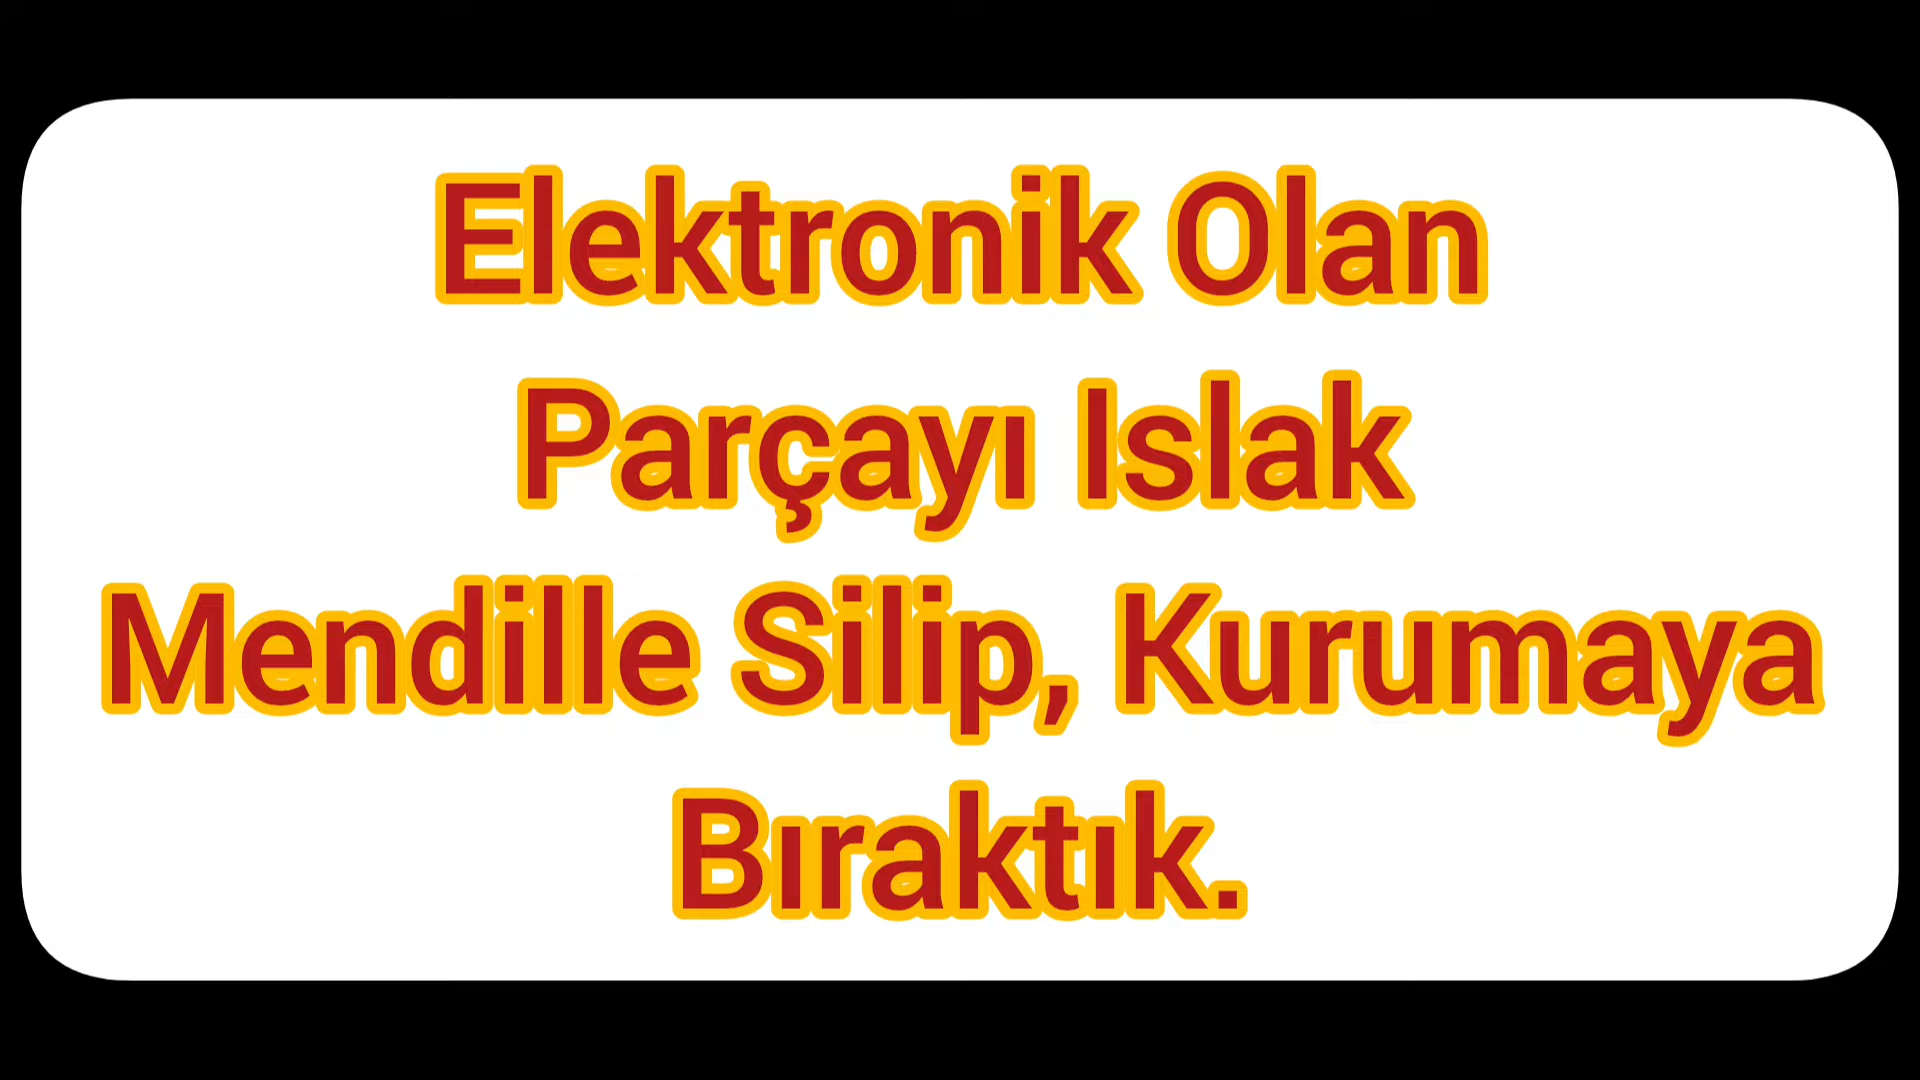 Elektronik Olan
Parçayı Islak
Mendille Silip, Kurumaya
Bıraktık.